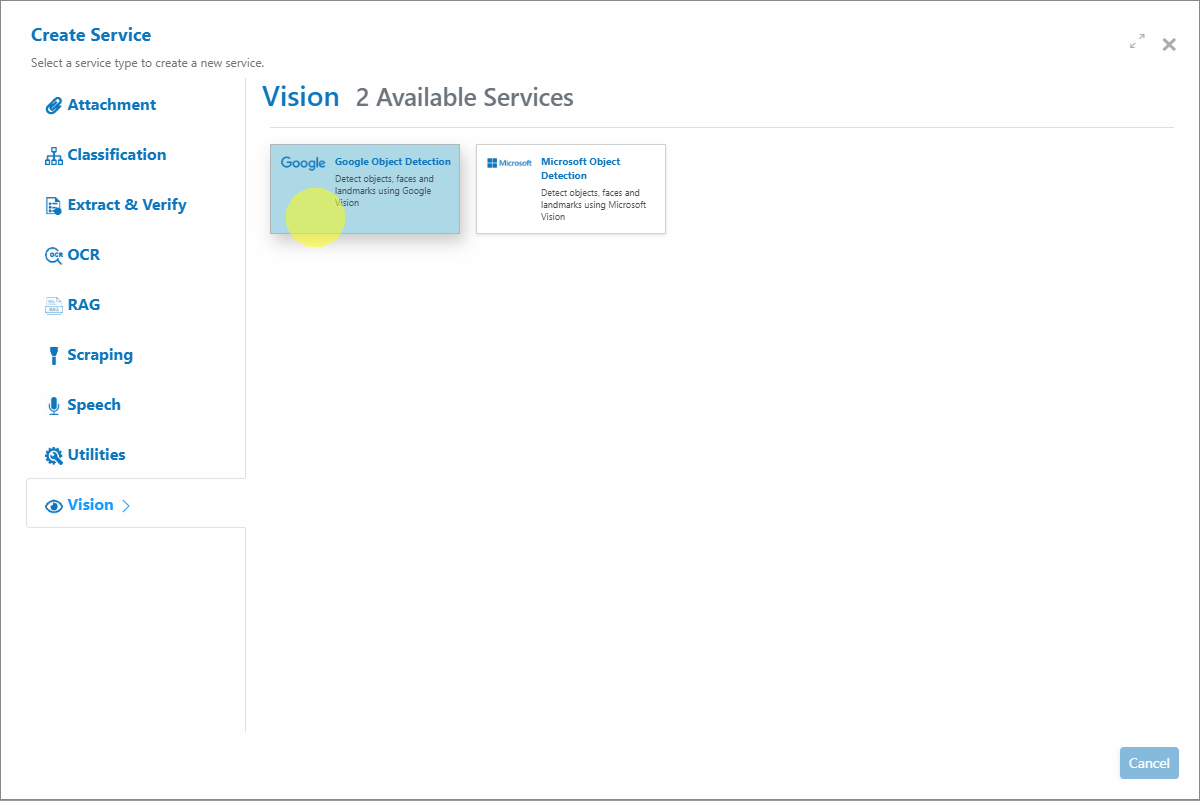 Create Service
Select a service type to create a new service.
Attachment
Classification
Extract & Verify
OCR
OCR
RAG
Scraping
Speech
Utilities
Vision
Vision 2 Available Services
Google
Google Object Detection
Detect objects, faces and
landmarks using Google
Vision
Microsoft
Microsoft Object
Detection
Detect objects, faces and
landmarks using Microsoft
Vision
Cancel